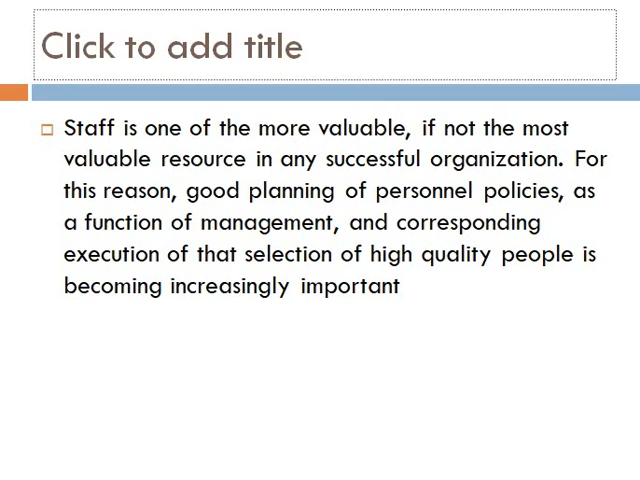 Click to add title
Staff is one of the more valuable, if not the most
valuable resource in any successful organization. For
this reason, good planning of personnel policies, as
a function of management, and corresponding
execution of that selection of high quality people is
becoming increasingly important